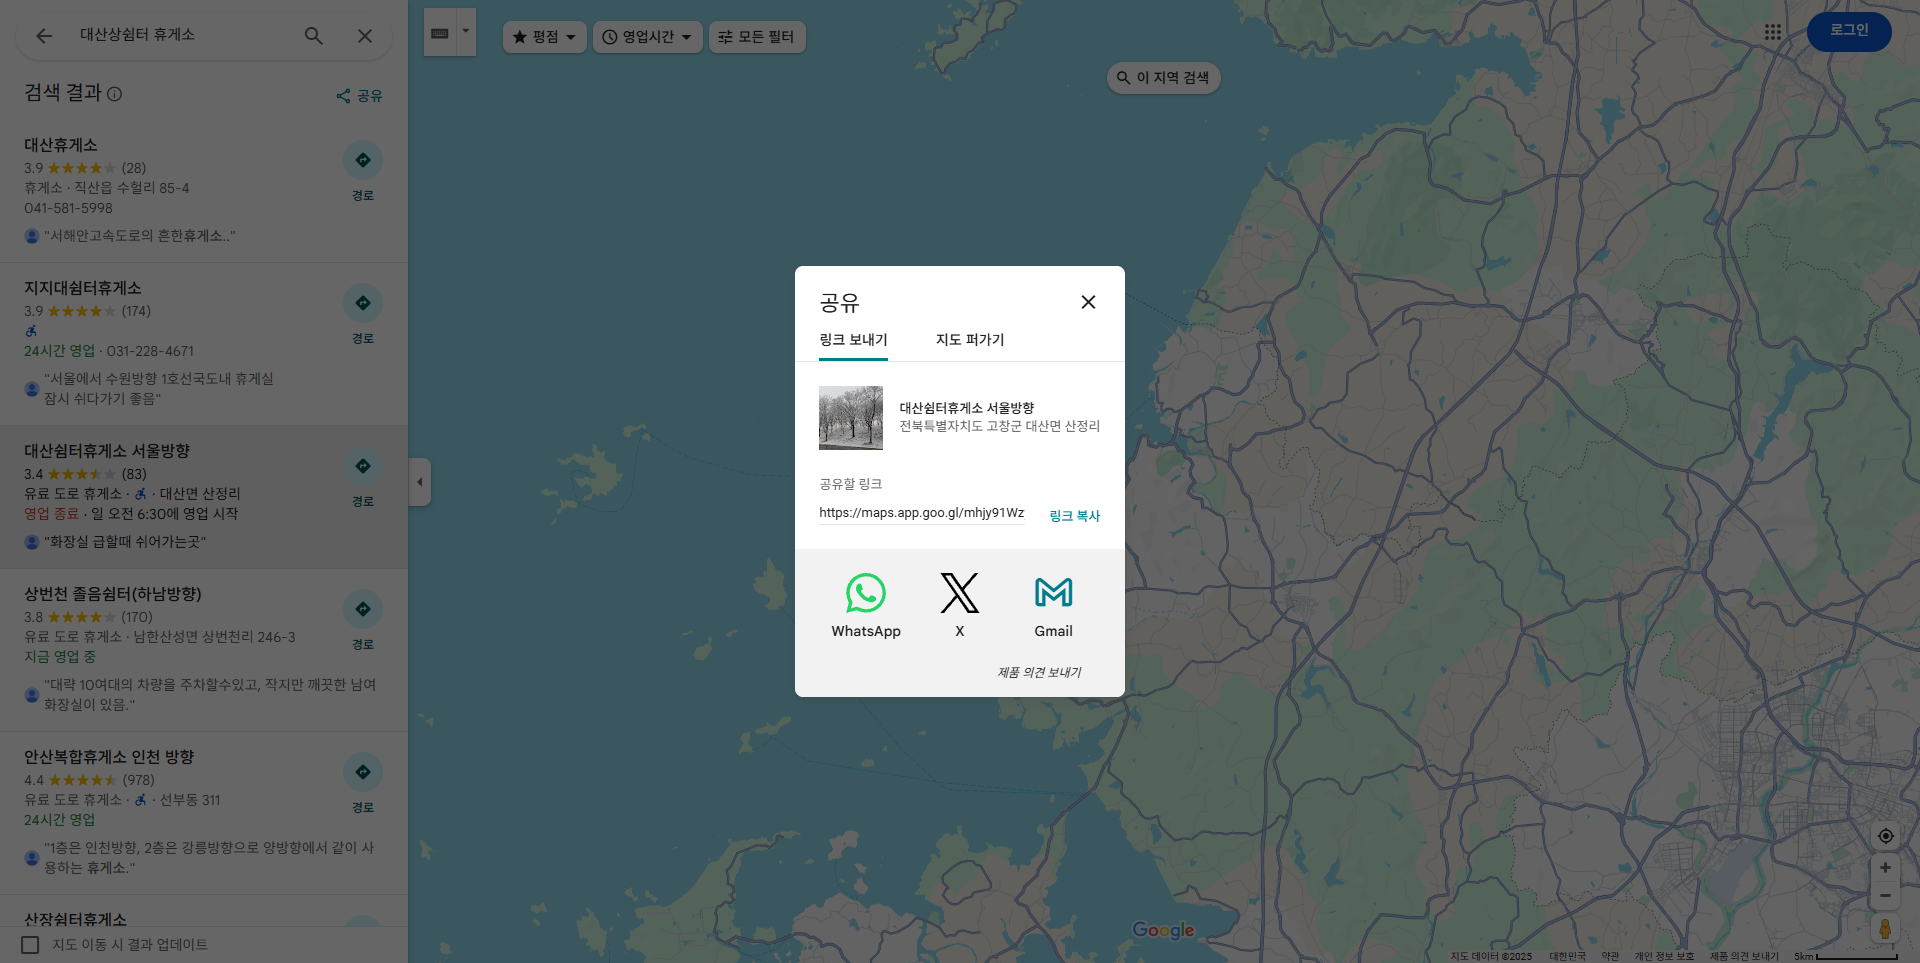 대산상쉼터 휴게소
평점
영업시간
모든 필터
로그인
이 지역 검색
검색 결과
공유
대산휴게소
3.9 (28)
휴게소 · 직산읍 수헐리 85-4
041-581-5998
경로
"서해안고속도로의 흔한휴게소.."
지지대쉼터휴게소
3.9 (174)
24시간 영업 · 031-228-4671
경로
"서울에서 수원방향 1호선국도내 휴게실
잠시 쉬다가기 좋음"
대산쉼터휴게소 서울방향
3.4 (83)
유료 도로 휴게소 · · 대산면 산정리
영업 종료 · 일 오전 6:30에 영업 시작
경로
"화장실 급할때 쉬어가는곳"
상번천 졸음쉼터(하남방향)
3.8 (170)
유료 도로 휴게소 · 남한산성면 상번천리 246-3
지금 영업 중
경로
"대략 10여대의 차량을 주차할수있고, 작지만 깨끗한 남여
화장실이 있음."
안산복합휴게소 인천 방향
4.4 (978)
유료 도로 휴게소 · · 선부동 311
24시간 영업
경로
"1층은 인천방향, 2층은 강릉방향으로 양방향에서 같이 사
용하는 휴게소."
산장쉼터휴게소
지도 이동 시 결과 업데이트
공유
링크 보내기
지도 퍼가기
대산쉼터휴게소 서울방향
전북특별자치도 고창군 대산면 산정리
공유할 링크
https://maps.app.goo.gl/mhjy91Wz
링크 복사
WhatsApp
X
Gmail
제품 의견 보내기
Google
지도 데이터 ©2025
대한민국
약관
개인 정보 보호
제품 의견 보내기
5km